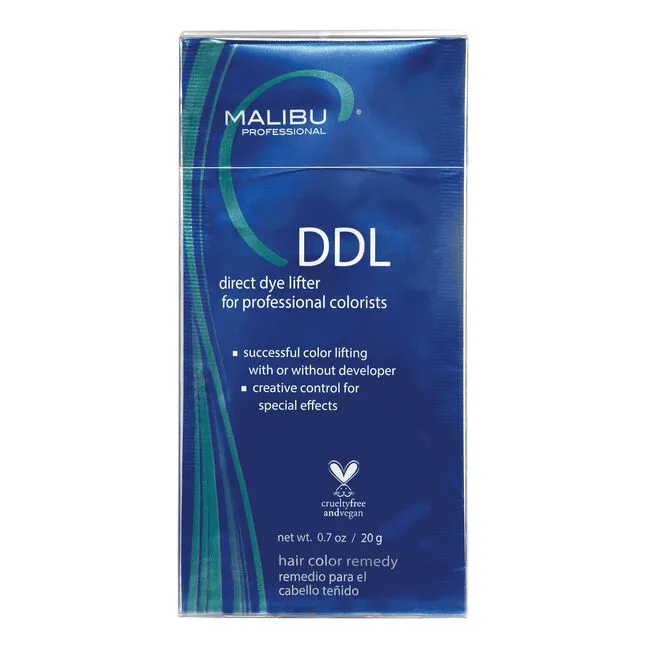 MALIBU ®
PROFESSIONAL
DDL
direct dye lifter
for professional colorists
▪ successful color lifting
with or without developer
▪ creative control for
special effects
crueltyfree
andvegan
net wt. 0.7 oz / 20 g
hair color remedy
remedio para el
cabello teñido